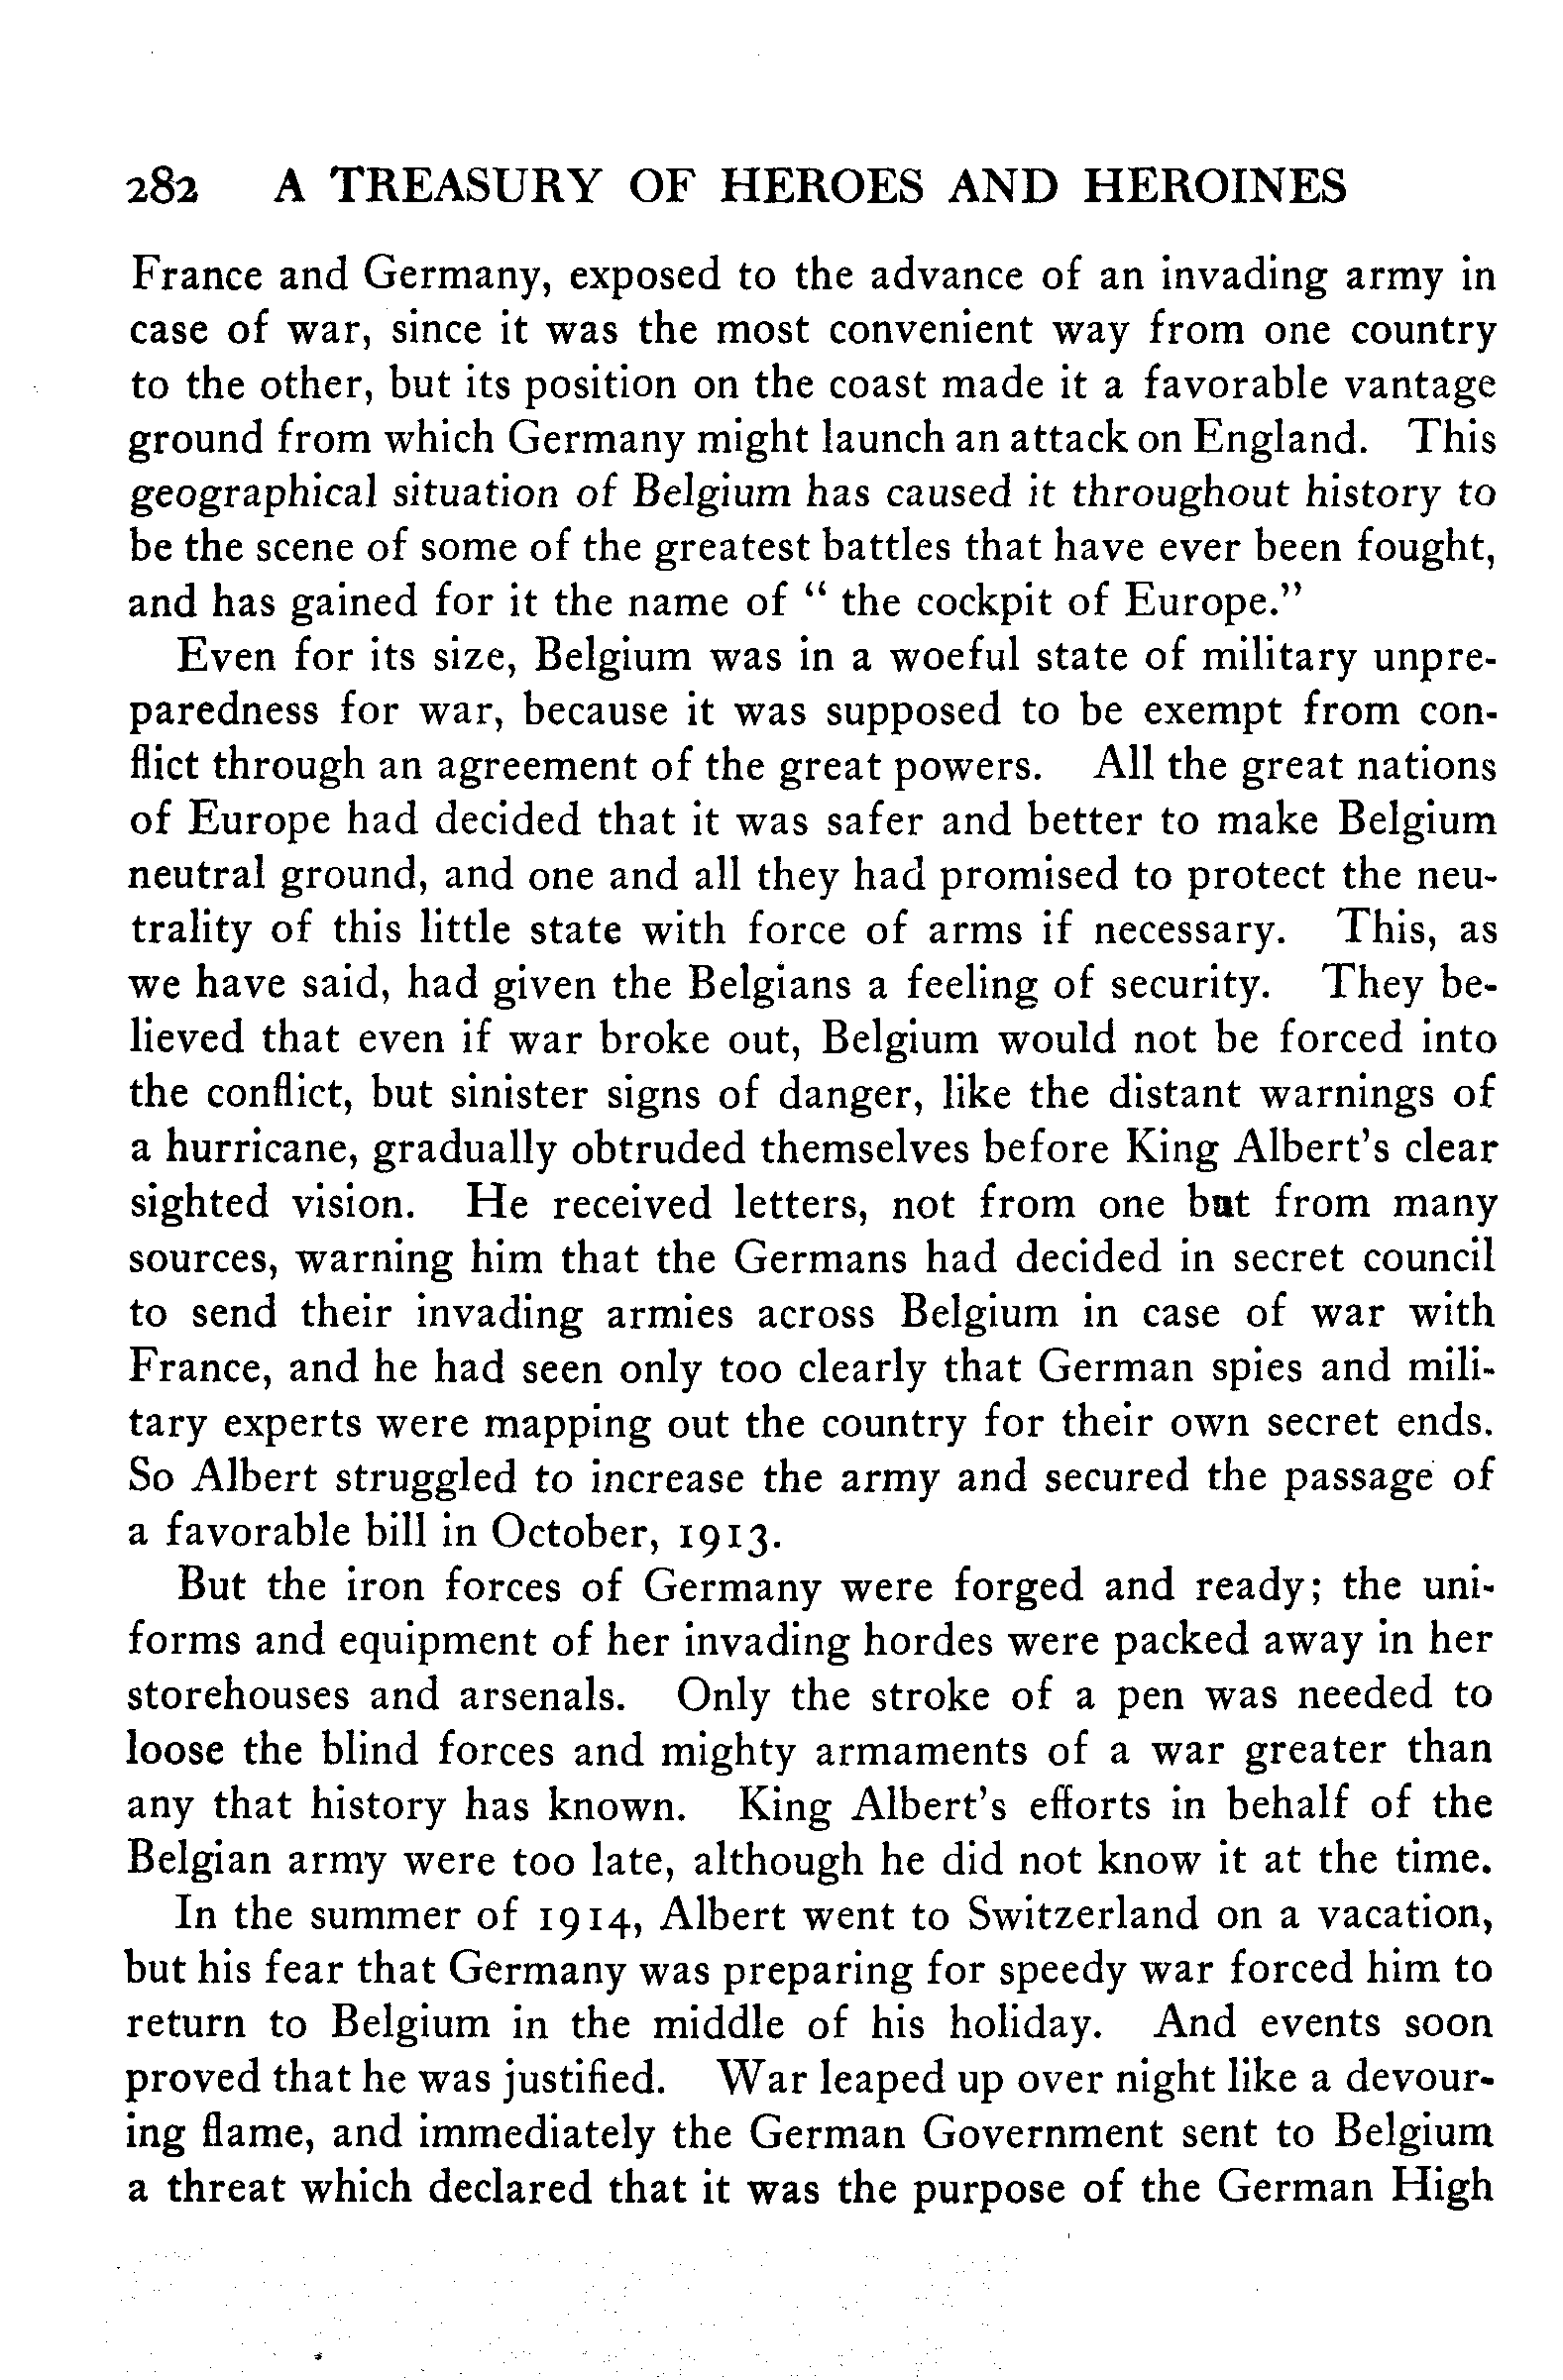 282 A TREASURY OF HEROES AND HEROINES
France and Germany, exposed to the advance of an invading army in
case of war, since it was the most convenient way from one country
to the other, but its position on the coast made it a favorable vantage
ground from which Germany might launch an attack on England. This
geographical situation of Belgium has caused it throughout history to
be the scene of some of the greatest battles that have ever been fought,
and has gained for it the name of “ the cockpit of Europe.”
Even for its size, Belgium was in a woeful state of military unpre-
paredness for war, because it was supposed to be exempt from con-
flict through an agreement of the great powers. All the great nations
of Europe had decided that it was safer and better to make Belgium
neutral ground, and one and all they had promised to protect the neu-
trality of this little state with force of arms if necessary. This, as
we have said, had given the Belgians a feeling of security. They be-
lieved that even if war broke out, Belgium would not be forced into
the conflict, but sinister signs of danger, like the distant warnings of
a hurricane, gradually obtruded themselves before King Albert’s clear
sighted vision. He received letters, not from one but from many
sources, warning him that the Germans had decided in secret council
to send their invading armies across Belgium in case of war with
France, and he had seen only too clearly that German spies and mili-
tary experts were mapping out the country for their own secret ends.
So Albert struggled to increase the army and secured the passage of
a favorable bill in October, 1913.
But the iron forces of Germany were forged and ready; the uni-
forms and equipment of her invading hordes were packed away in her
storehouses and arsenals. Only the stroke of a pen was needed to
loose the blind forces and mighty armaments of a war greater than
any that history has known. King Albert’s efforts in behalf of the
Belgian army were too late, although he did not know it at the time.
In the summer of 1914, Albert went to Switzerland on a vacation,
but his fear that Germany was preparing for speedy war forced him to
return to Belgium in the middle of his holiday. And events soon
proved that he was justified. War leaped up over night like a devour-
ing flame, and immediately the German Government sent to Belgium
a threat which declared that it was the purpose of the German High